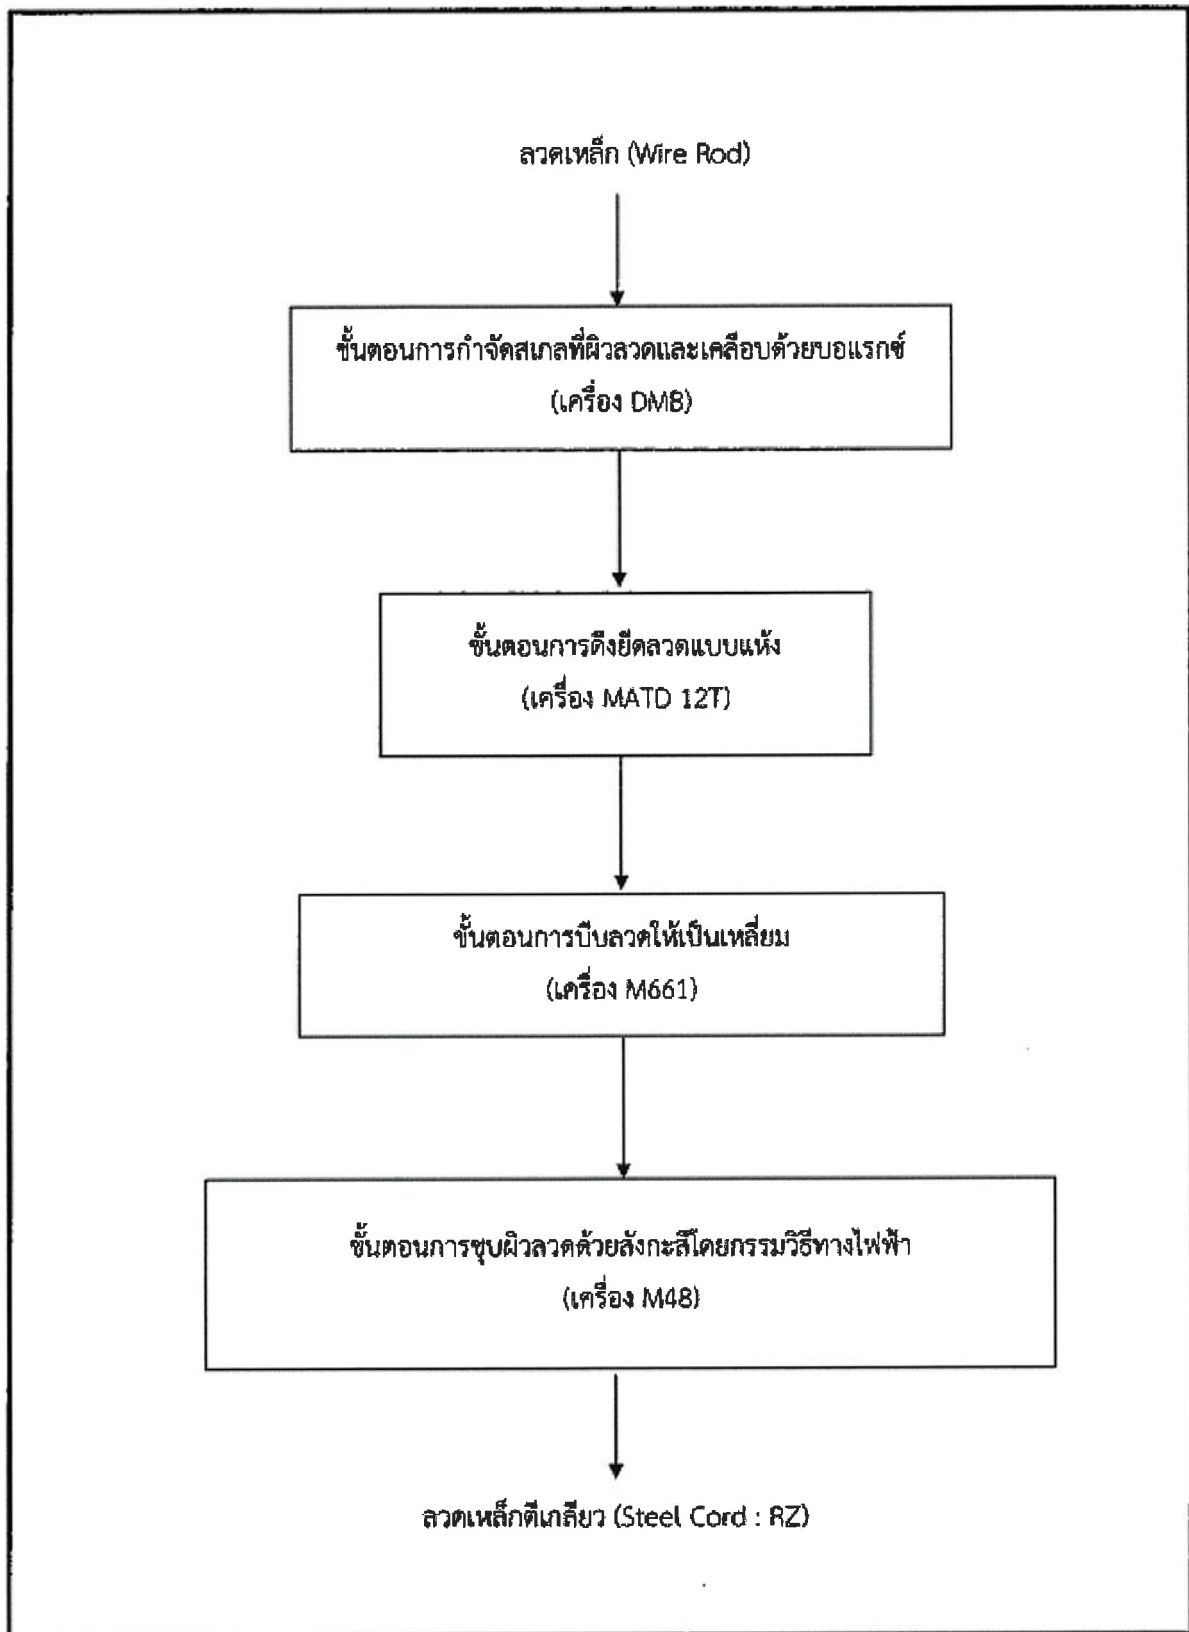 ลวดเหล็ก (Wire Rod)
ขั้นตอนการกำจัดสเกลที่ผิวลวดและเคลือบด้วยบอแรกซ์
(เครื่อง DMB)
ขั้นตอนการดึงยืดลวดแบบแห้ง
(เครื่อง MATD 12T)
ขั้นตอนการบีบลวดให้เป็นเหลี่ยม
(เครื่อง M661)
ขั้นตอนการชุบผิวลวดด้วยสังกะสีโดยกรรมวิธีทางไฟฟ้า
(เครื่อง M48)
ลวดเหล็กตีเกลียว (Steel Cord : RZ)